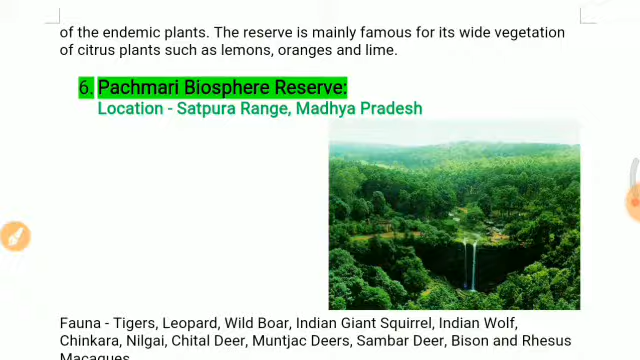 of the endemic plants. The reserve is mainly famous for its wide vegetation
of citrus plants such as lemons, oranges and lime.
6. Pachmari Biosphere Reserve:
Location - Satpura Range, Madhya Pradesh
Fauna - Tigers, Leopard, Wild Boar, Indian Giant Squirrel, Indian Wolf,
Chinkara, Nilgai, Chital Deer, Muntjac Deers, Sambar Deer, Bison and Rhesus
Macaques